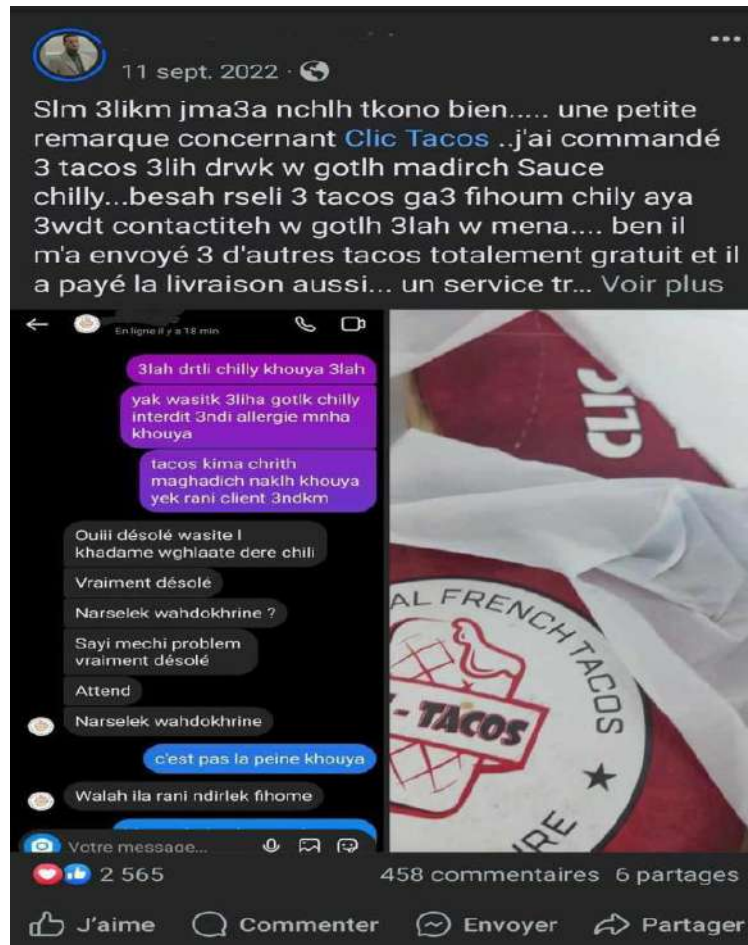 11 sept. 2022 ·
Slm 3likm jma3a nchlh tkono bien..... une petite
remarque concernant Clic Tacos ..j'ai commandé
3 tacos 3lih drwk w gotlh madirch Sauce
chilly...besah rseli 3 tacos ga3 fihoum chily aya
3wdt contactiteh w gotlh 3lah w mena.... ben il
m'a envoyé 3 d'autres tacos totalement gratuit et il
a payé la livraison aussi... un service tr... Voir plus
En ligne il y a 18 min
3lah drtli chilly khouya 3lah
yak wasitk 3liha gotlk chilly
interdit 3ndi allergie mnha
khouya
tacos kima chrith
maghadich naklh khouya
yek rani client 3ndkm
Ouiii désolé wasite l
khadame wghlaate dere chili
Vraiment désolé
Narselek wahdokhrine ?
Sayi mechi problem
vraiment désolé
Attend
Narselek wahdokhrine
c'est pas la peine khouya
Walah ila rani ndirlek fihome
Votre message...
CLIC
AL FRENCH TACOS
- TACOS
IRE
2 565
458 commentaires 6 partages
J'aime Commenter Envoyer Partager